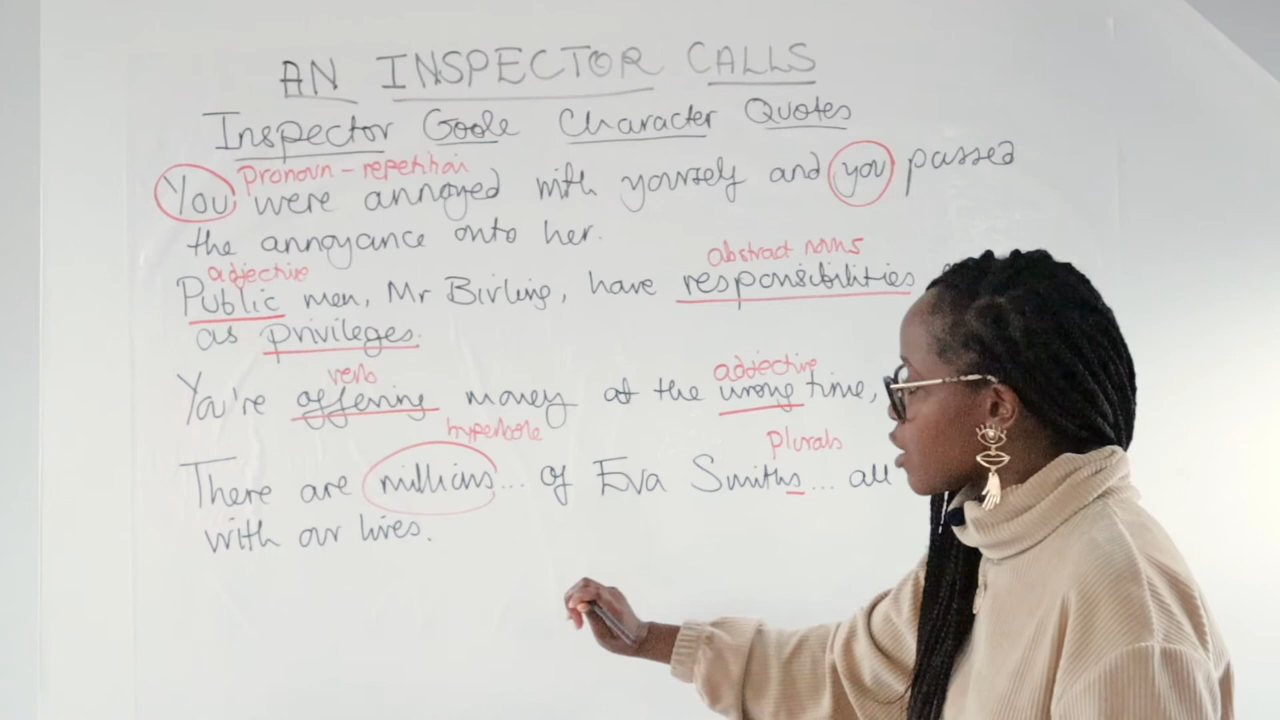 AN INSPECTOR CALLS
Inspector Goole Character Quotes
Pronoun - repetition
You were annoyed with yourself and you passed
the annoyance onto her.
adjective abstract nouns
Public men, Mr Birling, have responsibilities
as privileges.
verb adjective
You're offering money at the wrong time,
hyperbole plurals
There are millions... of Eva Smiths... all
with our lives.